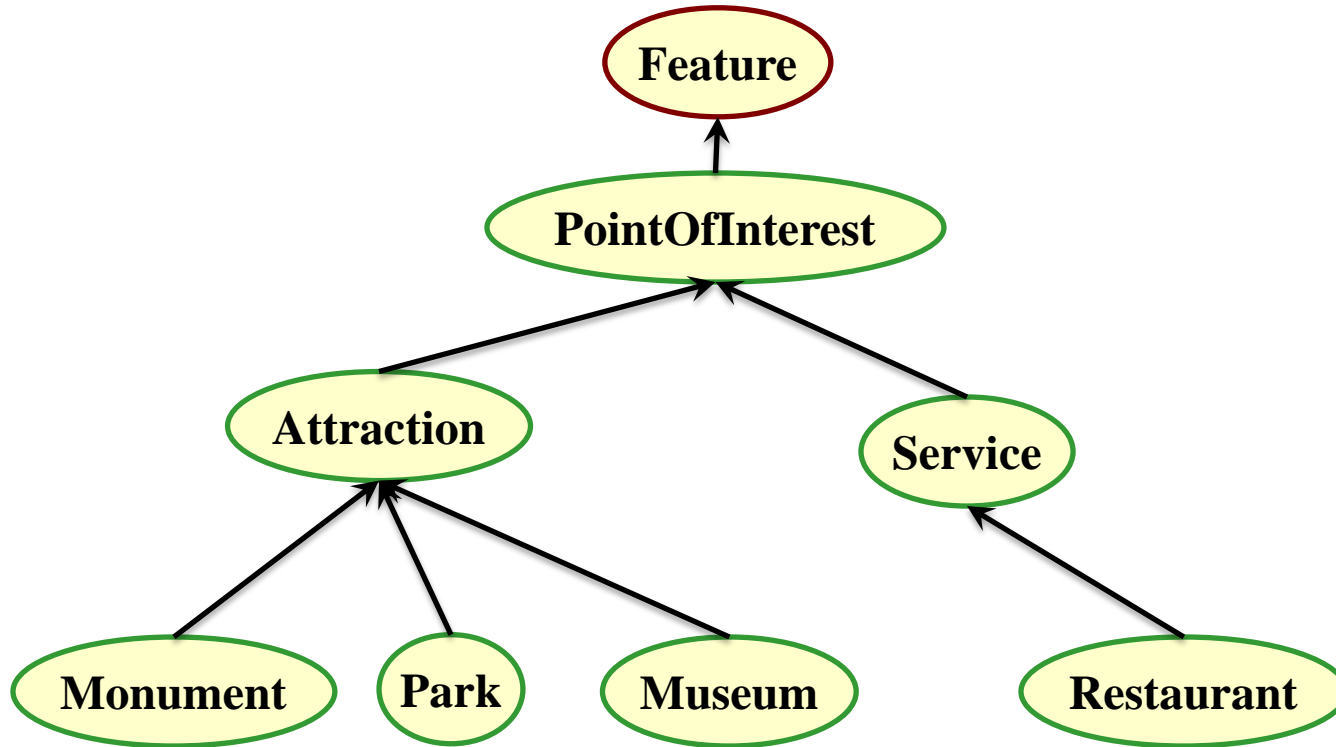 Feature
PointOfInterest
Attraction
Service
Monument
Park
Museum
Restaurant